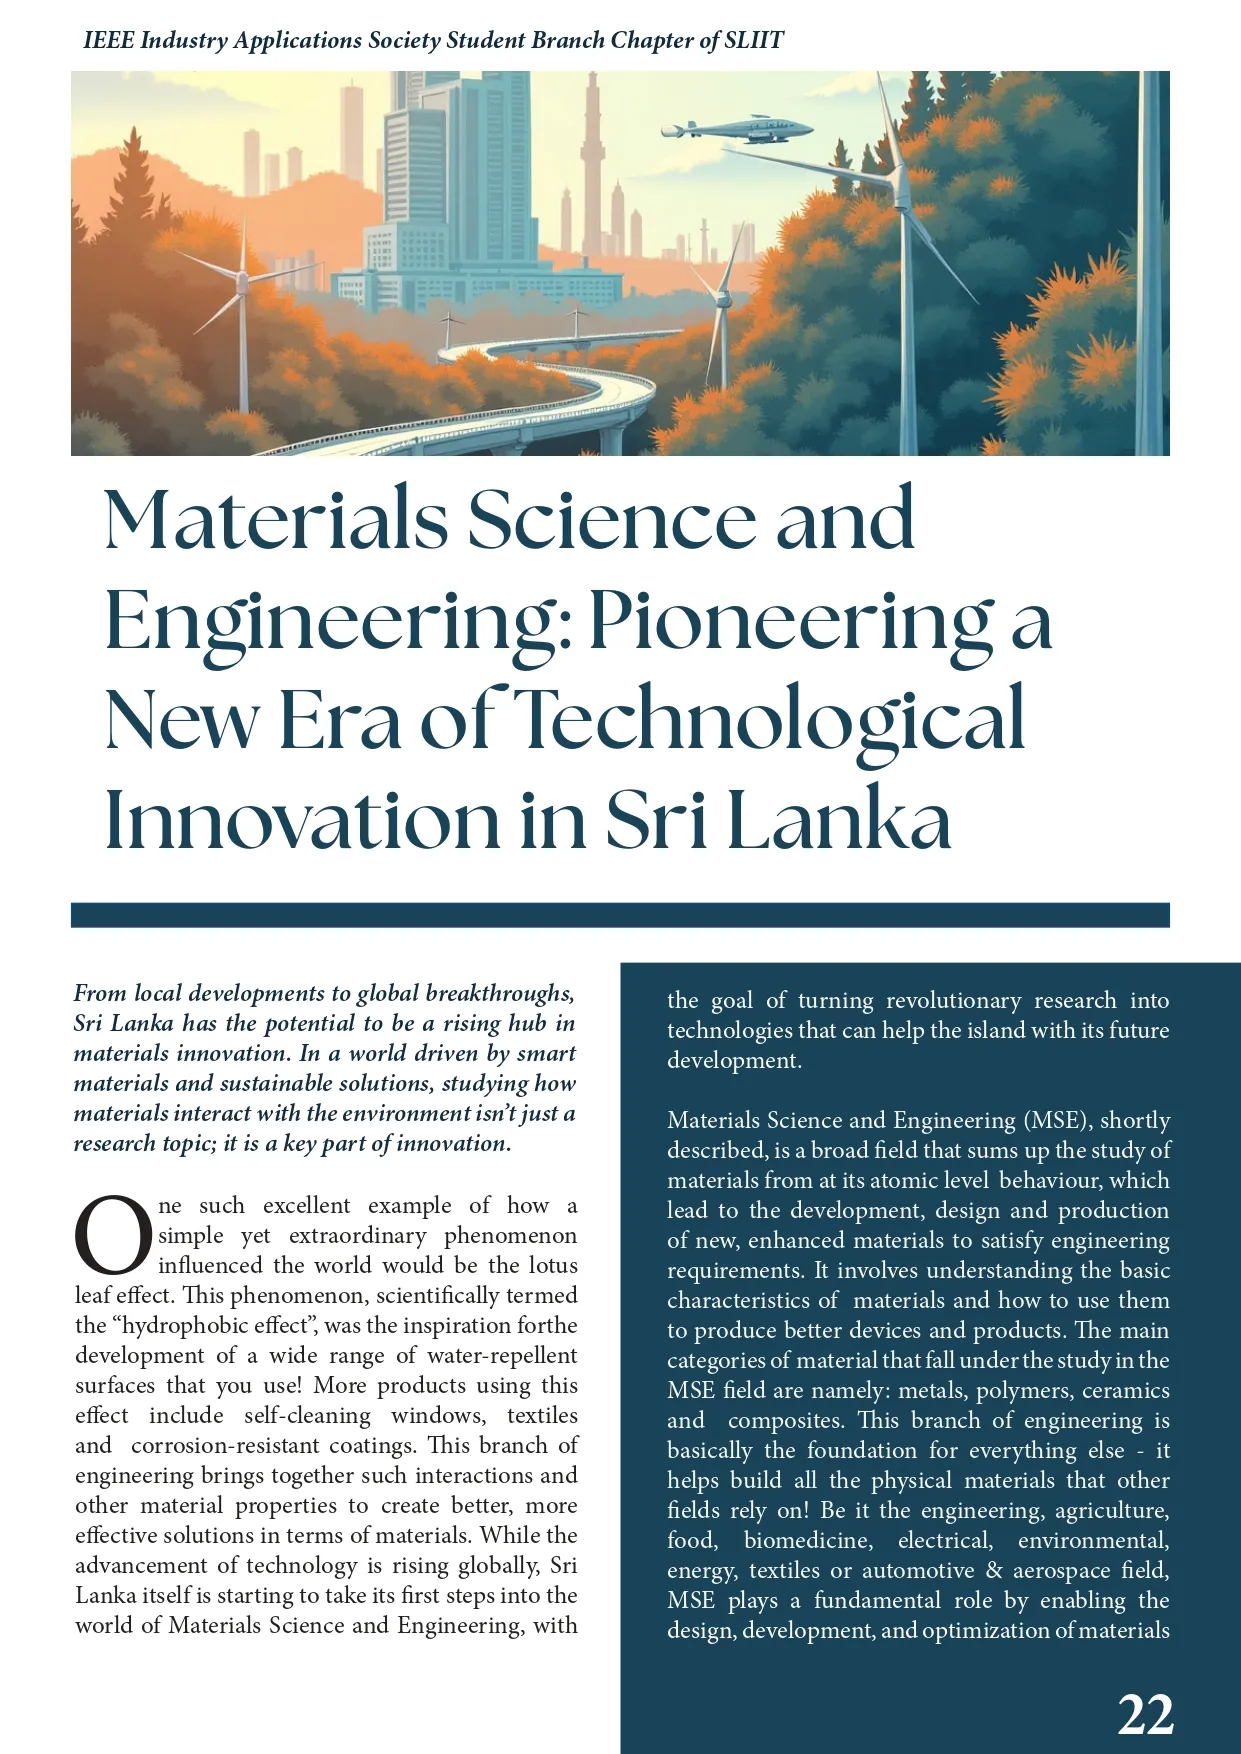 IEEE Industry Applications Society Student Branch Chapter of SLIIT
Materials Science and
Engineering: Pioneering a
New Era of Technological
Innovation in Sri Lanka
From local developments to global breakthroughs,
Sri Lanka has the potential to be a rising hub in
materials innovation. In a world driven by smart
materials and sustainable solutions, studying how
materials interact with the environment isn’t just a
research topic; it is a key part of innovation.
One such excellent example of how a
simple yet extraordinary phenomenon
influenced the world would be the lotus
leaf effect. This phenomenon, scientifically termed
the “hydrophobic effect”, was the inspiration forthe
development of a wide range of water-repellent
surfaces that you use! More products using this
effect include self-cleaning windows, textiles
and corrosion-resistant coatings. This branch of
engineering brings together such interactions and
other material properties to create better, more
effective solutions in terms of materials. While the
advancement of technology is rising globally, Sri
Lanka itself is starting to take its first steps into the
world of Materials Science and Engineering, with
the goal of turning revolutionary research into
technologies that can help the island with its future
development.
Materials Science and Engineering (MSE), shortly
described, is a broad field that sums up the study of
materials from at its atomic level behaviour, which
lead to the development, design and production
of new, enhanced materials to satisfy engineering
requirements. It involves understanding the basic
characteristics of materials and how to use them
to produce better devices and products. The main
categories of material that fall under the study in the
MSE field are namely: metals, polymers, ceramics
and composites. This branch of engineering is
basically the foundation for everything else - it
helps build all the physical materials that other
fields rely on! Be it the engineering, agriculture,
food, biomedicine, electrical, environmental,
energy, textiles or automotive & aerospace field,
MSE plays a fundamental role by enabling the
design, development, and optimization of materials
22